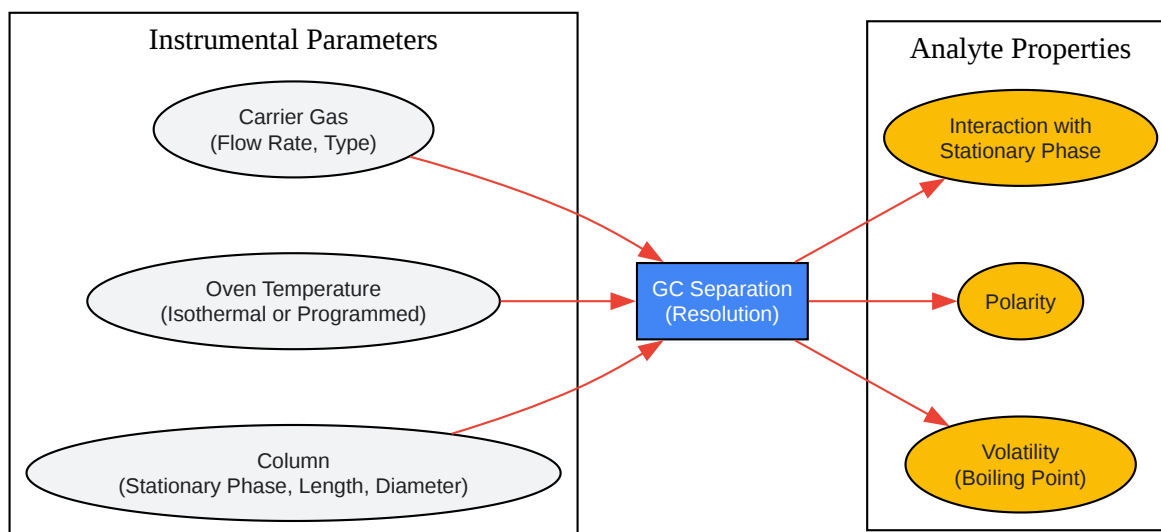 Instrumental Parameters
Carrier Gas
(Flow Rate, Type)
Oven Temperature
(Isothermal or Programmed)
Column
(Stationary Phase, Length, Diameter)
GC Separation
(Resolution)
Analyte Properties
Interaction with
Stationary Phase
Polarity
Volatility
(Boiling Point)